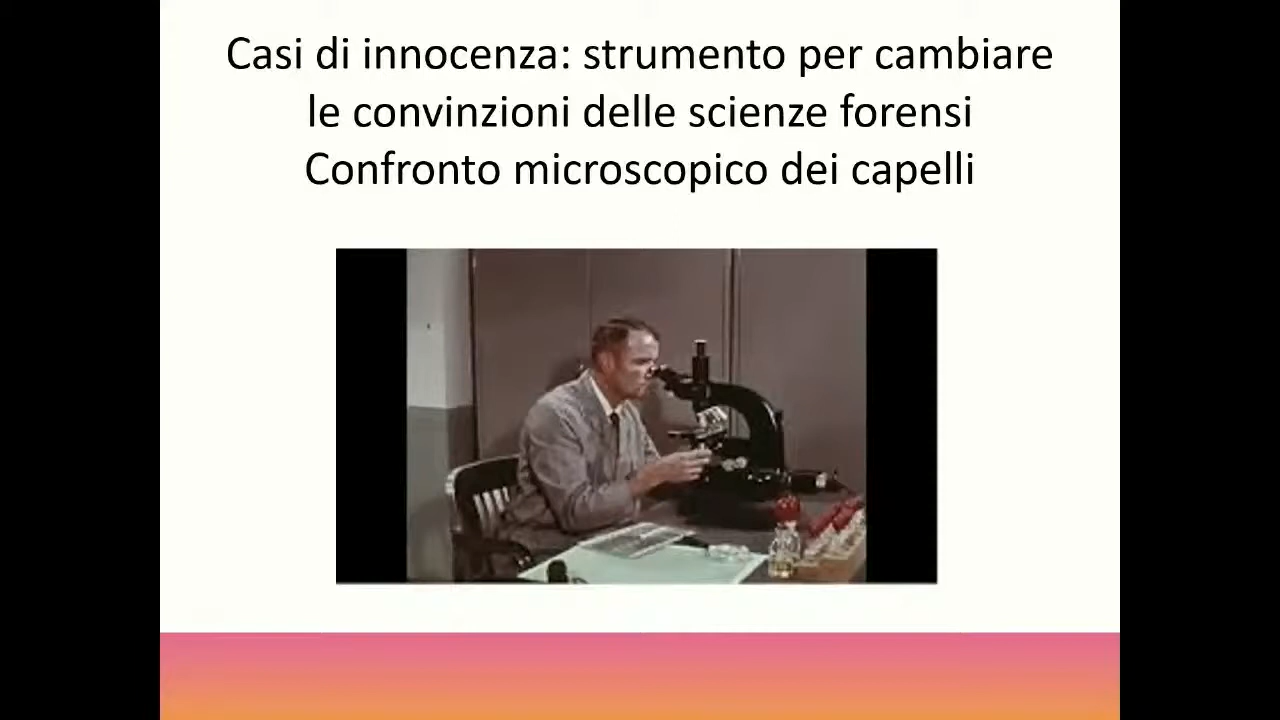 Casi di innocenza: strumento per cambiare
le convinzioni delle scienze forensi
Confronto microscopico dei capelli